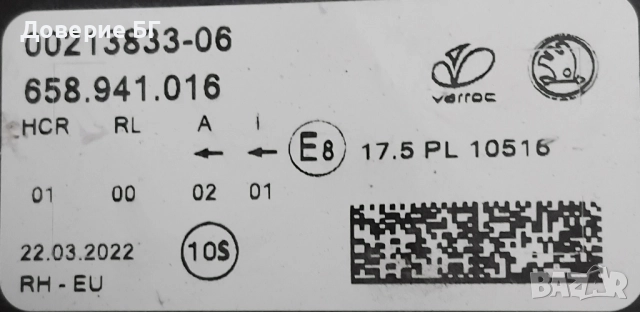 Доверие БГ
00213833-06
658.941.016
varroc
HCR RL A I
E8 17.5 PL 10516
01 00 02 01
22.03.2022 10S
RH - EU
BAZAR